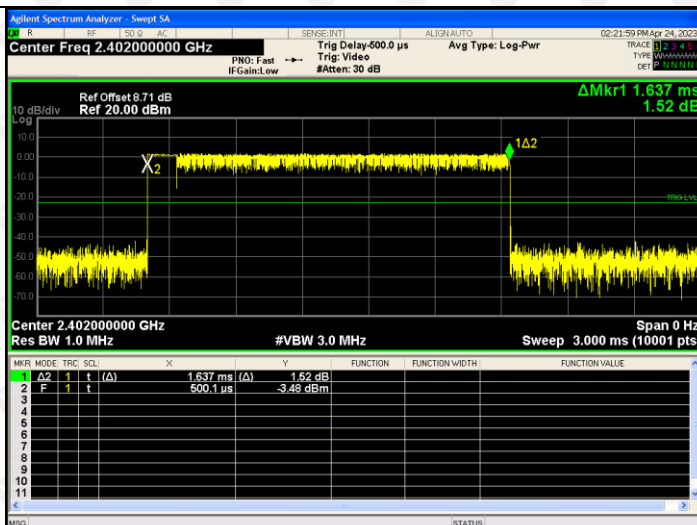 Agilent Spectrum Analyzer - Swept SA
R RF 50 Ω AC SENSE:INT ALIGN AUTO 02:21:59 PM Apr 24, 2023
Center Freq 2.402000000 GHz
PNO: Fast
IFGain:Low
Trig Delay-500.0 µs
Trig: Video
#Atten: 30 dB
Avg Type: Log-Pwr
TRACE 1 2 3 4 5
TYPE
DET P N N N N
ΔMkr1 1.637 ms
1.52 dB
Ref Offset 8.71 dB
10 dB/div Ref 20.00 dBm
Log
10.0
0.00
-10.0
-20.0
-30.0
-40.0
-50.0
-60.0
-70.0
1Δ2
2
TRIG LVL
Center 2.402000000 GHz Span 0 Hz
Res BW 1.0 MHz #VBW 3.0 MHz Sweep 3.000 ms (10001 pts
MKR MODE TRC SCL X Y FUNCTION FUNCTION WIDTH FUNCTION VALUE
1 Δ2 1 t (Δ) 1.637 ms (Δ) 1.52 dB
2 F 1 t 500.1 µs -3.48 dBm
3
4
5
6
7
8
9
10
11
MSG STATUS